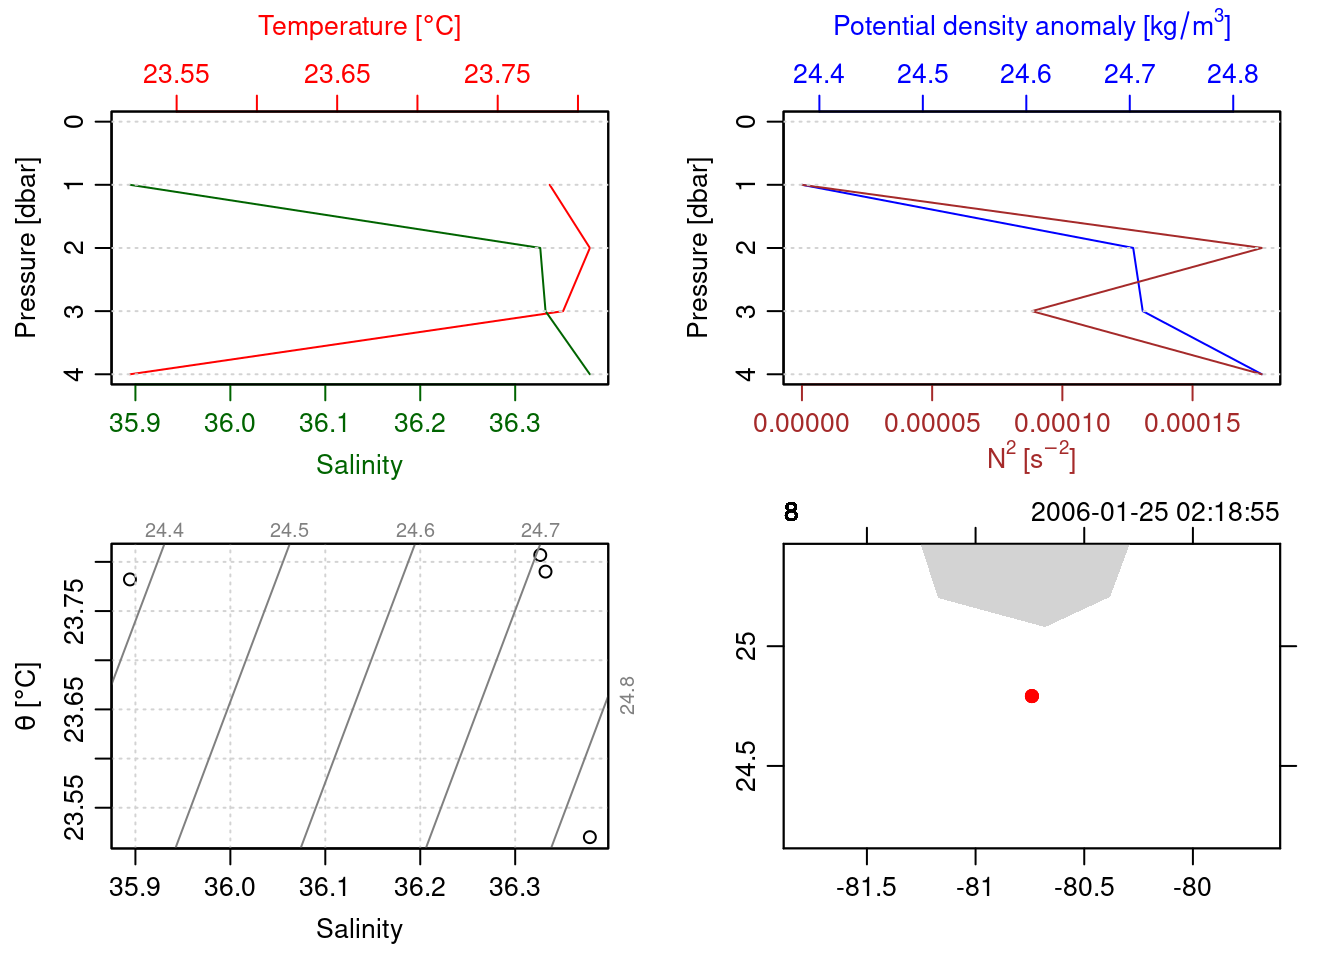 Temperature [°C]
23.55 23.65 23.75
Pressure [dbar]
0
1
2
3
4
35.9 36.0 36.1 36.2 36.3
Salinity
Potential density anomaly [kg/m³]
24.4 24.5 24.6 24.7 24.8
Pressure [dbar]
0
1
2
3
4
0.00000 0.00005 0.00010 0.00015
N² [s⁻²]
24.4 24.5 24.6 24.7
24.8
θ [°C]
23.75
23.65
23.55
35.9 36.0 36.1 36.2 36.3
Salinity
8 2006-01-25 02:18:55
25
24.5
-81.5 -81 -80.5 -80